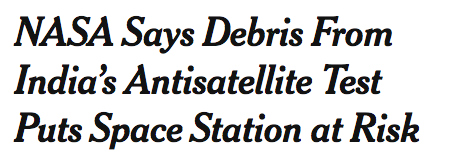 NASA Says Debris From
India’s Antisatellite Test
Puts Space Station at Risk